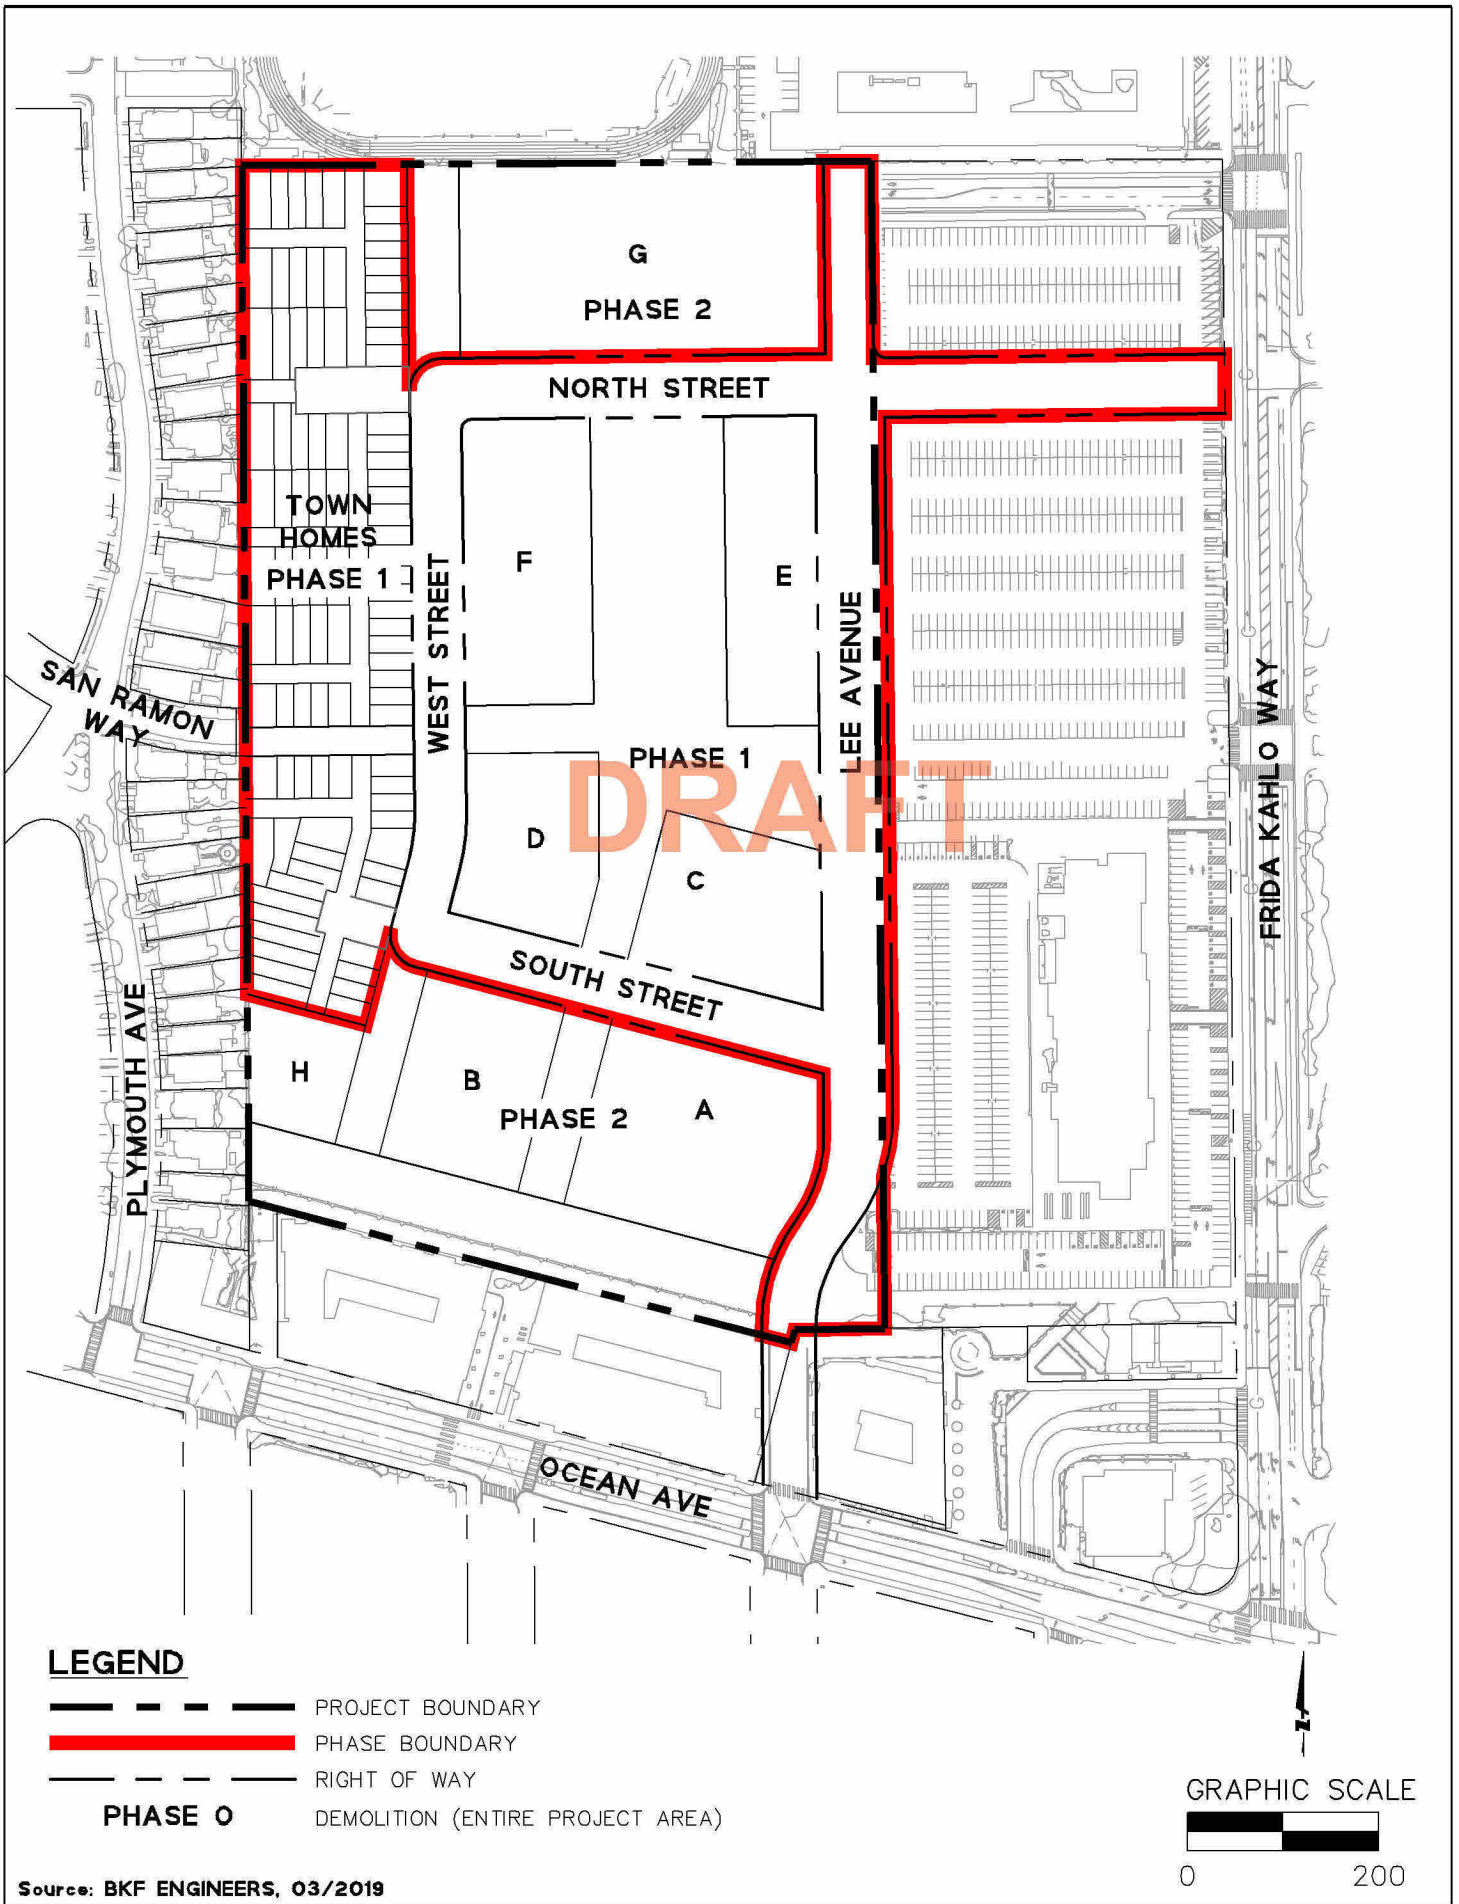 G
PHASE 2
NORTH STREET
TOWN
HOMES
PHASE 1
F
E
WEST STREET
LEE AVENUE
SAN RAMON
WAY
FRIDA KAHLO WAY
PHASE 1
DRAFT
D
C
SOUTH STREET
PLYMOUTH AVE
H
B
A
PHASE 2
OCEAN AVE
LEGEND
PROJECT BOUNDARY
PHASE BOUNDARY
RIGHT OF WAY
PHASE 0 DEMOLITION (ENTIRE PROJECT AREA)
Z
GRAPHIC SCALE
0 200
Source: BKF ENGINEERS, 03/2019